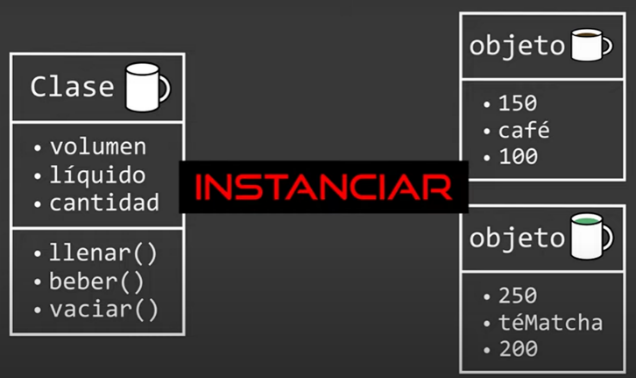 Clase
• volumen
• líquido
• cantidad
• llenar()
• beber()
• vaciar()
INSTANCIAR
objeto
• 150
• café
• 100
objeto
• 250
• téMatcha
• 200